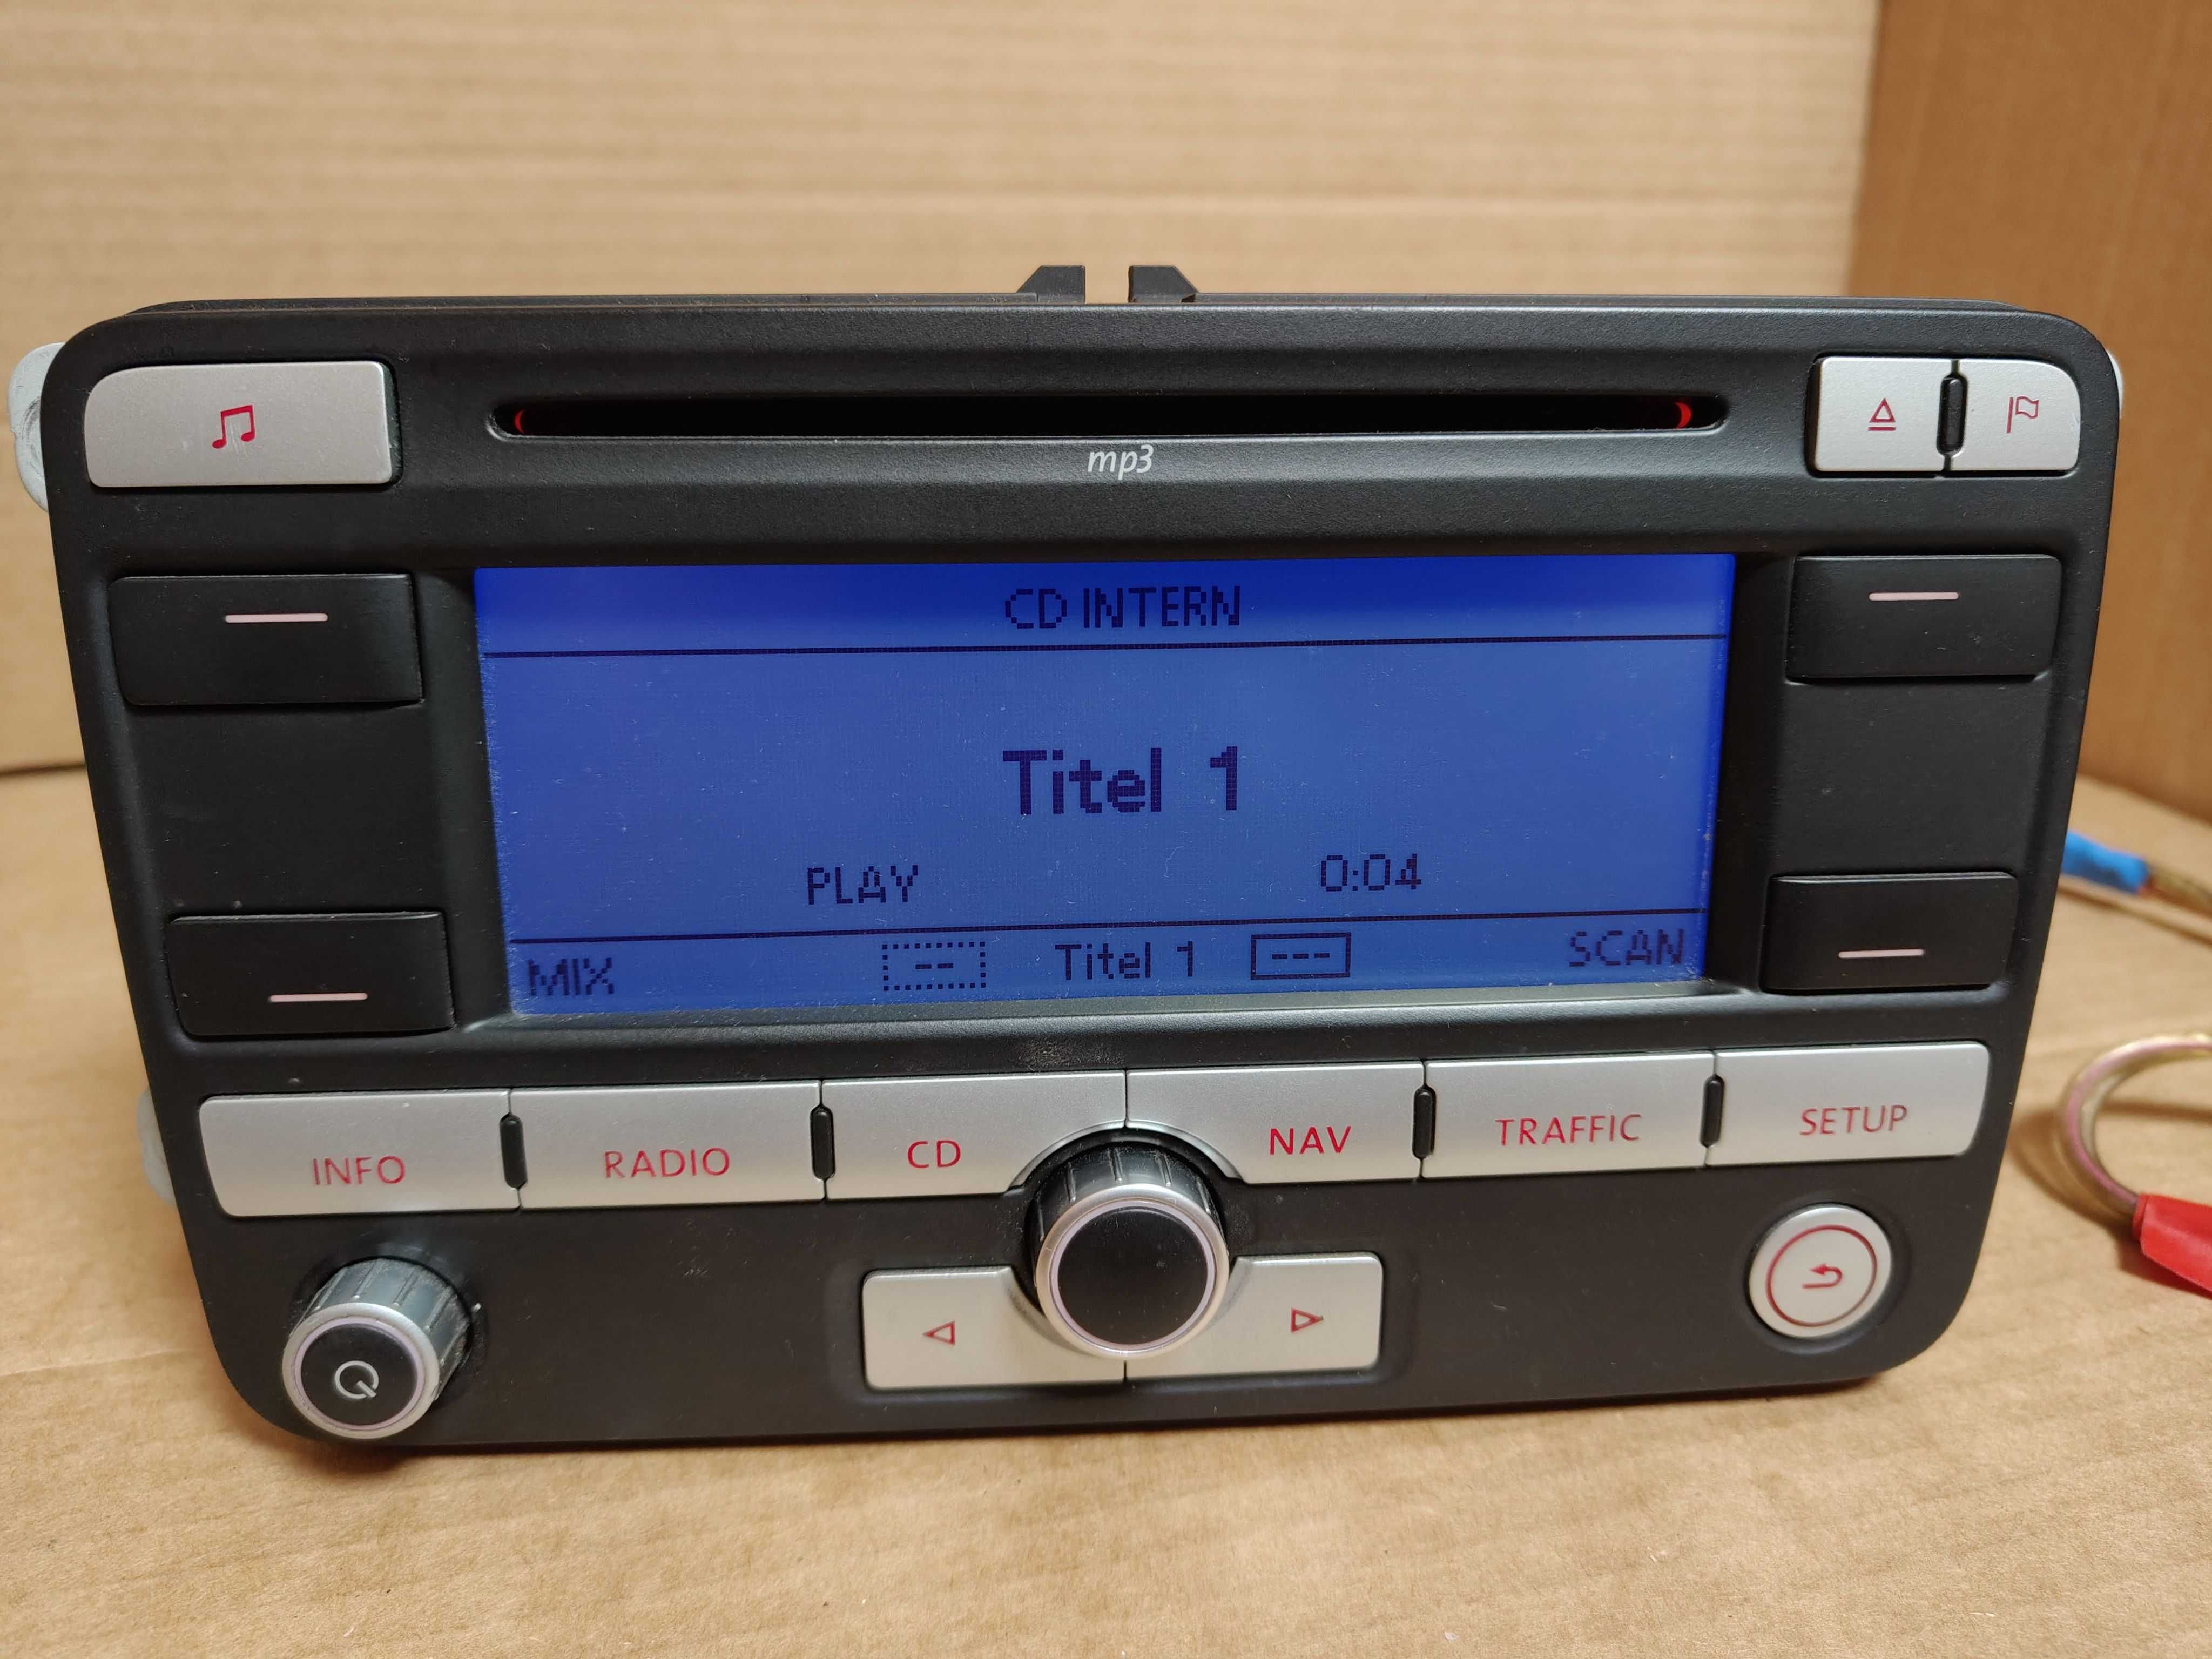 mp3
CD INTERN
Titel 1
PLAY 0:04
MIX -- Titel 1 --- SCAN
INFO RADIO CD NAV TRAFFIC SETUP